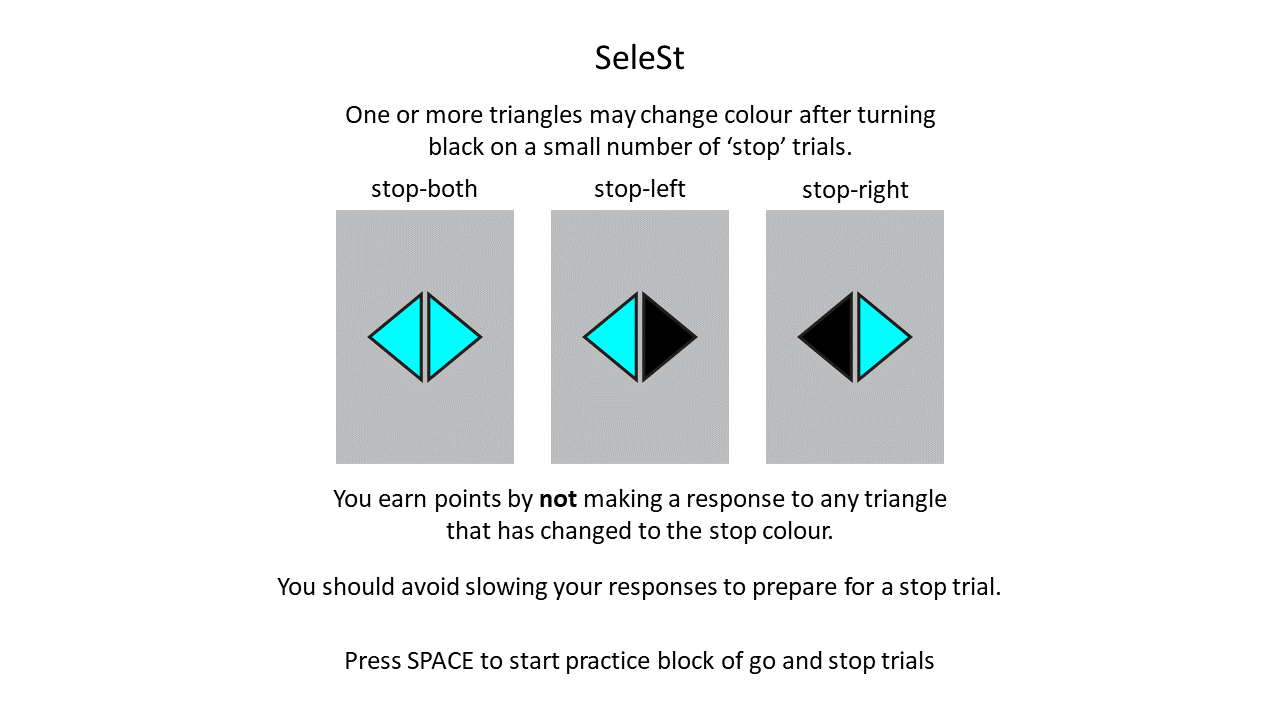 SeleSt
One or more triangles may change colour after turning
black on a small number of ‘stop’ trials.
stop-both stop-left stop-right
You earn points by not making a response to any triangle
that has changed to the stop colour.
You should avoid slowing your responses to prepare for a stop trial.
Press SPACE to start practice block of go and stop trials